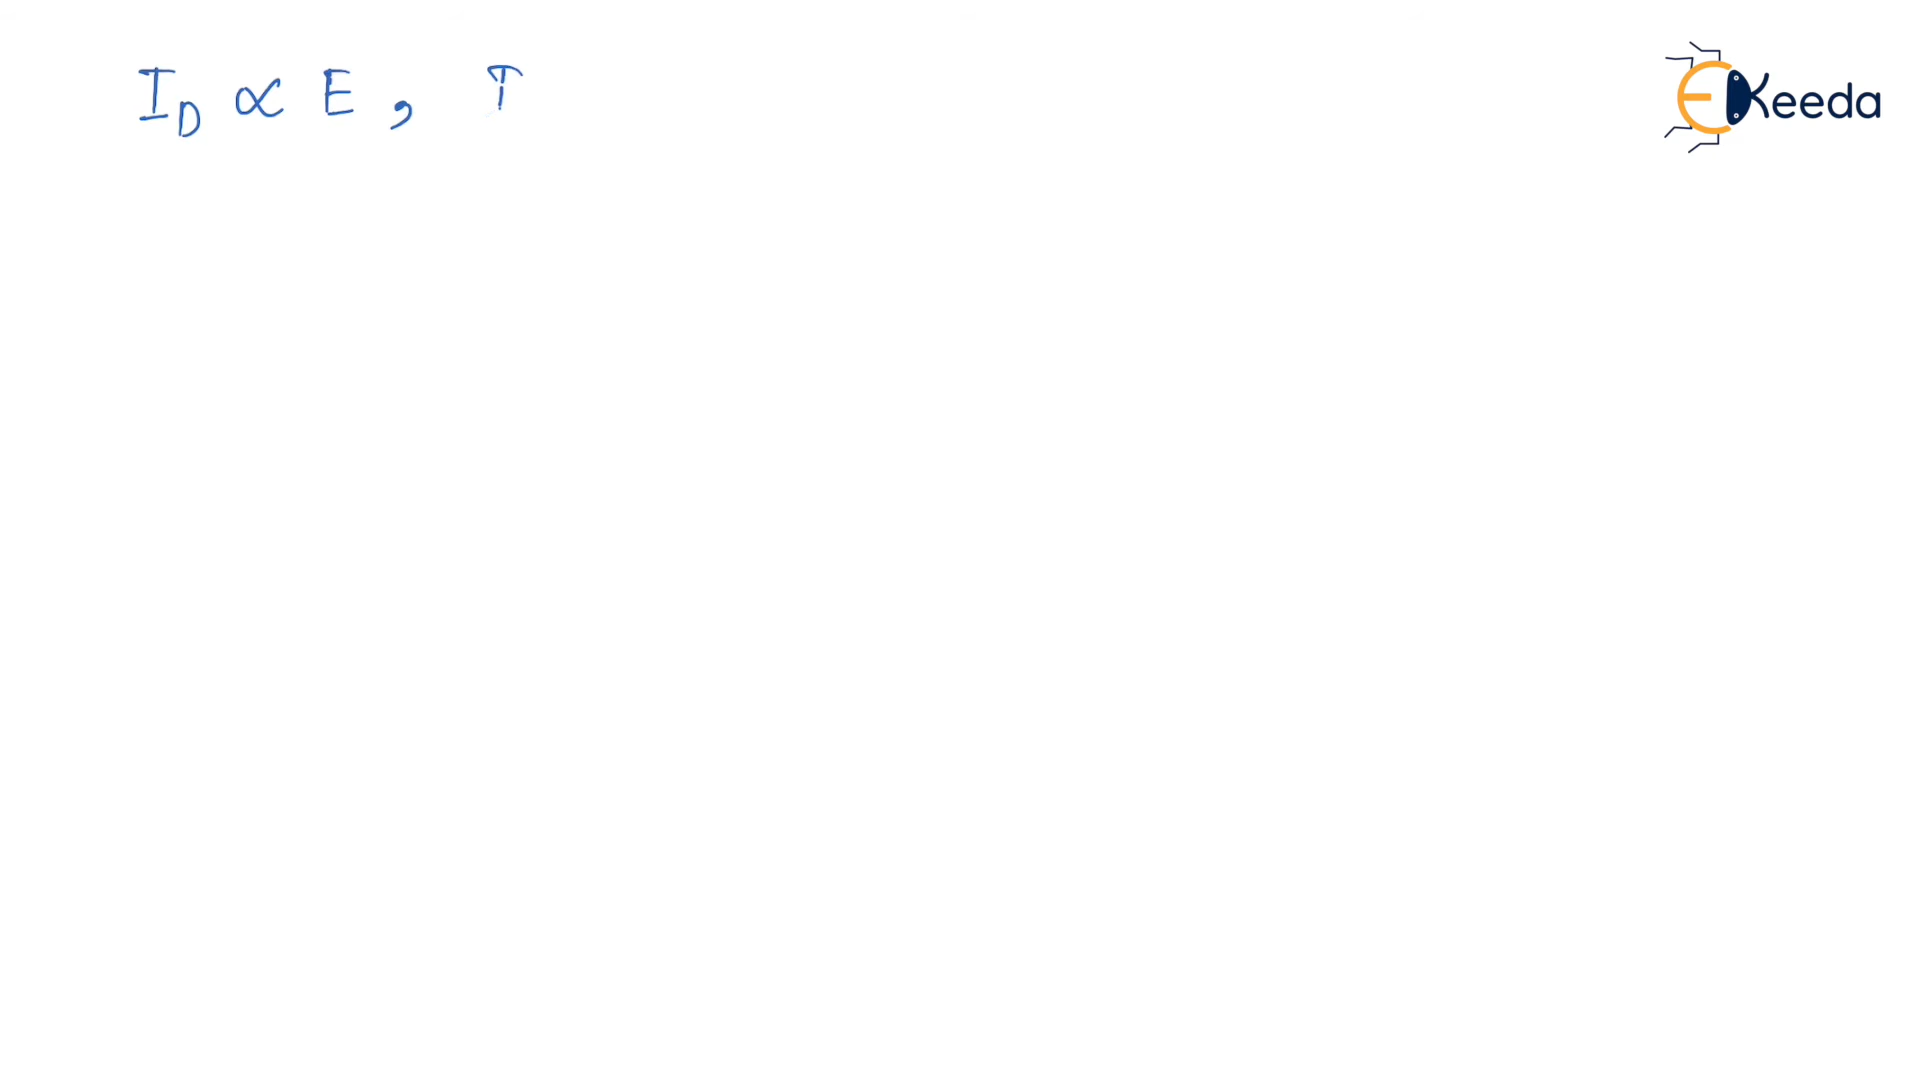 I_D ∝ E ,
EKeeda